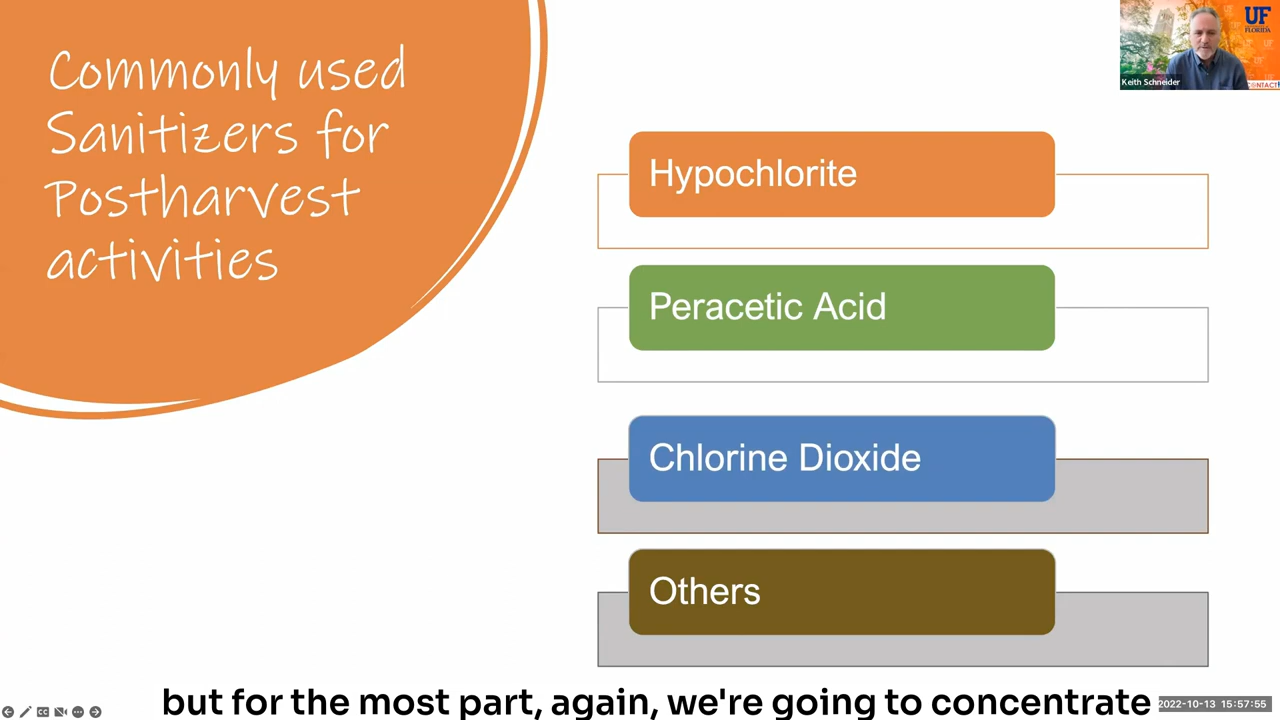 Commonly used
Sanitizers for
Postharvest
activities
Hypochlorite
Peracetic Acid
Chlorine Dioxide
Others
UF
FLORIDA
Keith Schneider
CONTACT!
but for the most part, again, we're going to concentrate
2022-10-13 15:57:55